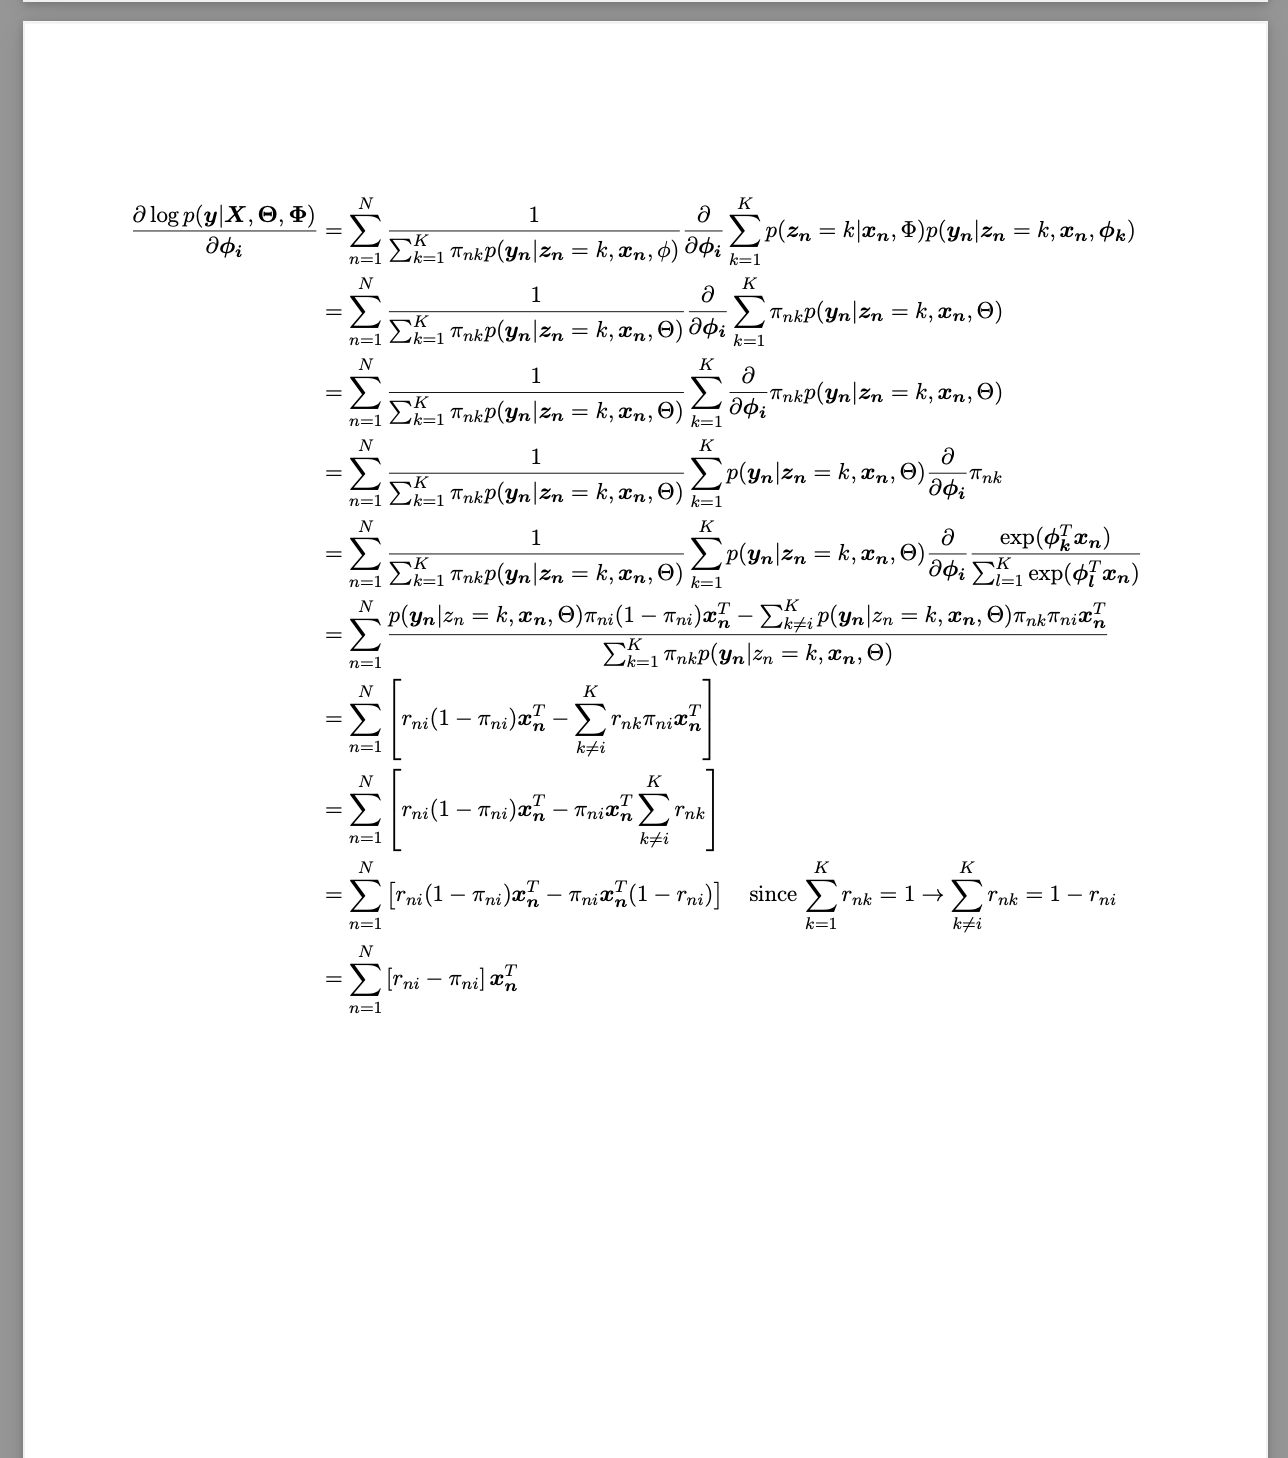 \frac{\partial \log p(\boldsymbol{y}|\boldsymbol{X}, \boldsymbol{\Theta}, \boldsymbol{\Phi})}{\partial \boldsymbol{\phi_i}} = \sum_{n=1}^{N} \frac{1}{\sum_{k=1}^{K} \pi_{nk} p(\boldsymbol{y_n}|\boldsymbol{z_n} = k, \boldsymbol{x_n}, \phi)} \frac{\partial}{\partial \boldsymbol{\phi_i}} \sum_{k=1}^{K} p(\boldsymbol{z_n} = k|\boldsymbol{x_n}, \Phi) p(\boldsymbol{y_n}|\boldsymbol{z_n} = k, \boldsymbol{x_n}, \boldsymbol{\phi_k})
= \sum_{n=1}^{N} \frac{1}{\sum_{k=1}^{K} \pi_{nk} p(\boldsymbol{y_n}|\boldsymbol{z_n} = k, \boldsymbol{x_n}, \Theta)} \frac{\partial}{\partial \boldsymbol{\phi_i}} \sum_{k=1}^{K} \pi_{nk} p(\boldsymbol{y_n}|\boldsymbol{z_n} = k, \boldsymbol{x_n}, \Theta)
= \sum_{n=1}^{N} \frac{1}{\sum_{k=1}^{K} \pi_{nk} p(\boldsymbol{y_n}|\boldsymbol{z_n} = k, \boldsymbol{x_n}, \Theta)} \sum_{k=1}^{K} \frac{\partial}{\partial \boldsymbol{\phi_i}} \pi_{nk} p(\boldsymbol{y_n}|\boldsymbol{z_n} = k, \boldsymbol{x_n}, \Theta)
= \sum_{n=1}^{N} \frac{1}{\sum_{k=1}^{K} \pi_{nk} p(\boldsymbol{y_n}|\boldsymbol{z_n} = k, \boldsymbol{x_n}, \Theta)} \sum_{k=1}^{K} p(\boldsymbol{y_n}|\boldsymbol{z_n} = k, \boldsymbol{x_n}, \Theta) \frac{\partial}{\partial \boldsymbol{\phi_i}} \pi_{nk}
= \sum_{n=1}^{N} \frac{1}{\sum_{k=1}^{K} \pi_{nk} p(\boldsymbol{y_n}|\boldsymbol{z_n} = k, \boldsymbol{x_n}, \Theta)} \sum_{k=1}^{K} p(\boldsymbol{y_n}|\boldsymbol{z_n} = k, \boldsymbol{x_n}, \Theta) \frac{\partial}{\partial \boldsymbol{\phi_i}} \frac{\exp(\boldsymbol{\phi_k^T x_n})}{\sum_{l=1}^{K} \exp(\boldsymbol{\phi_l^T x_n})}
= \sum_{n=1}^{N} \frac{p(\boldsymbol{y_n}|z_n = k, \boldsymbol{x_n}, \Theta) \pi_{ni}(1 - \pi_{ni}) \boldsymbol{x_n^T} - \sum_{k \neq i}^{K} p(\boldsymbol{y_n}|z_n = k, \boldsymbol{x_n}, \Theta) \pi_{nk} \pi_{ni} \boldsymbol{x_n^T}}{\sum_{k=1}^{K} \pi_{nk} p(\boldsymbol{y_n}|z_n = k, \boldsymbol{x_n}, \Theta)}
= \sum_{n=1}^{N} \left[ r_{ni}(1 - \pi_{ni}) \boldsymbol{x_n^T} - \sum_{k \neq i}^{K} r_{nk} \pi_{ni} \boldsymbol{x_n^T} \right]
= \sum_{n=1}^{N} \left[ r_{ni}(1 - \pi_{ni}) \boldsymbol{x_n^T} - \pi_{ni} \boldsymbol{x_n^T} \sum_{k \neq i}^{K} r_{nk} \right]
= \sum_{n=1}^{N} \left[ r_{ni}(1 - \pi_{ni}) \boldsymbol{x_n^T} - \pi_{ni} \boldsymbol{x_n^T} (1 - r_{ni}) \right] \quad \text{since } \sum_{k=1}^{K} r_{nk} = 1 \rightarrow \sum_{k \neq i}^{K} r_{nk} = 1 - r_{ni}
= \sum_{n=1}^{N} [r_{ni} - \pi_{ni}] \boldsymbol{x_n^T}